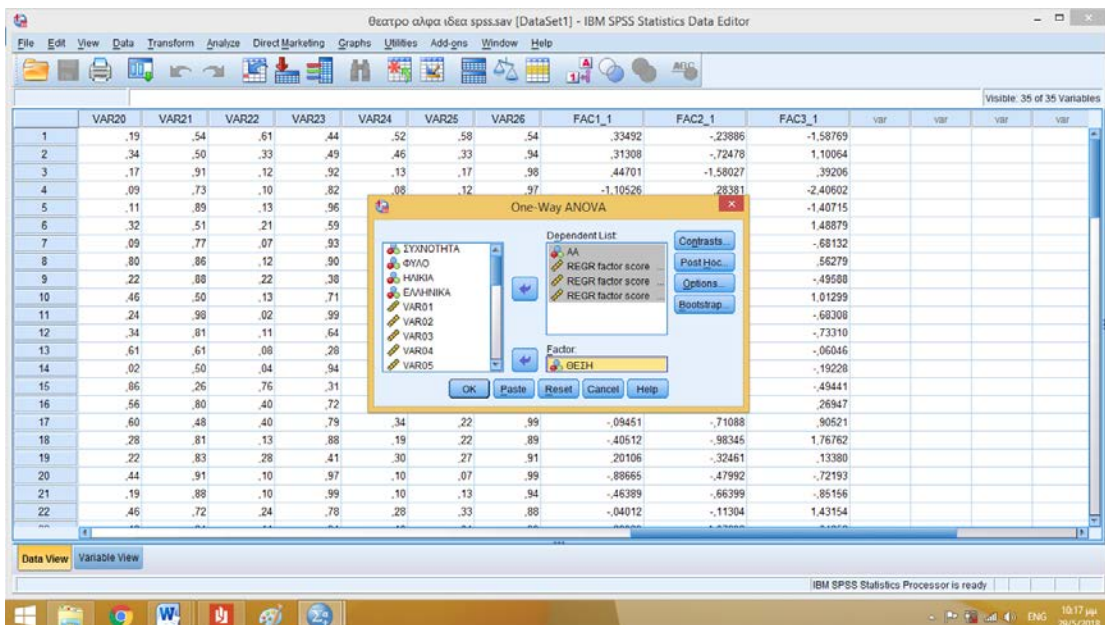 θεατρο αλφα ιδεα spss.sav [DataSet1] - IBM SPSS Statistics Data Editor
File Edit View Data Transform Analyze Direct Marketing Graphs Utilities Add-ons Window Help
Visible: 35 of 35 Variables
VAR20 VAR21 VAR22 VAR23 VAR24 VAR25 VAR26 FAC1_1 FAC2_1 FAC3_1 var var var var
1 ,19 ,54 ,61 ,44 ,52 ,58 ,54 ,33492 -,23886 -1,58769
2 ,34 ,50 ,33 ,49 ,46 ,33 ,94 ,31308 -,72478 1,10064
3 ,17 ,91 ,12 ,92 ,13 ,17 ,98 ,44701 -1,58027 ,39206
4 ,09 ,73 ,10 ,82 ,08 ,12 ,97 -1,10526 ,28381 -2,40602
5 ,11 ,89 ,13 ,96 -1,40715
6 ,32 ,51 ,21 ,59 1,48879
7 ,09 ,77 ,07 ,93 -,68132
8 ,80 ,86 ,12 ,90 ,56279
9 ,22 ,88 ,22 ,38 -,49588
10 ,46 ,50 ,13 ,71 1,01299
11 ,24 ,98 ,02 ,99 -,68308
12 ,34 ,81 ,11 ,64 -,73310
13 ,61 ,61 ,08 ,28 -,06046
14 ,02 ,50 ,04 ,94 -,19228
15 ,86 ,26 ,76 ,31 -,49441
16 ,56 ,80 ,40 ,72 ,26947
17 ,60 ,48 ,40 ,79 ,34 ,22 ,99 -,09451 -,71088 ,90521
18 ,28 ,81 ,13 ,88 ,19 ,22 ,89 -,40512 -,98345 1,76762
19 ,22 ,83 ,28 ,41 ,30 ,27 ,91 ,20106 -,32461 ,13380
20 ,44 ,91 ,10 ,97 ,10 ,07 ,99 -,88665 -,47992 -,72193
21 ,19 ,88 ,10 ,99 ,10 ,13 ,94 -,46389 -,66399 -,85156
22 ,46 ,72 ,24 ,78 ,28 ,33 ,88 -,04012 -,11304 1,43154
One-Way ANOVA
ΣΥΧΝΟΤΗΤΑ
ΦΥΛΟ
ΗΛΙΚΙΑ
ΕΛΛΗΝΙΚΑ
VAR01
VAR02
VAR03
VAR04
VAR05
Dependent List:
ΑΑ
REGR factor score ...
REGR factor score ...
REGR factor score ...
Factor:
ΘΕΣΗ
Contrasts...
Post Hoc...
Options...
Bootstrap...
OK Paste Reset Cancel Help
Data View Variable View
IBM SPSS Statistics Processor is ready
ENG 10:17 μμ
29/5/2018